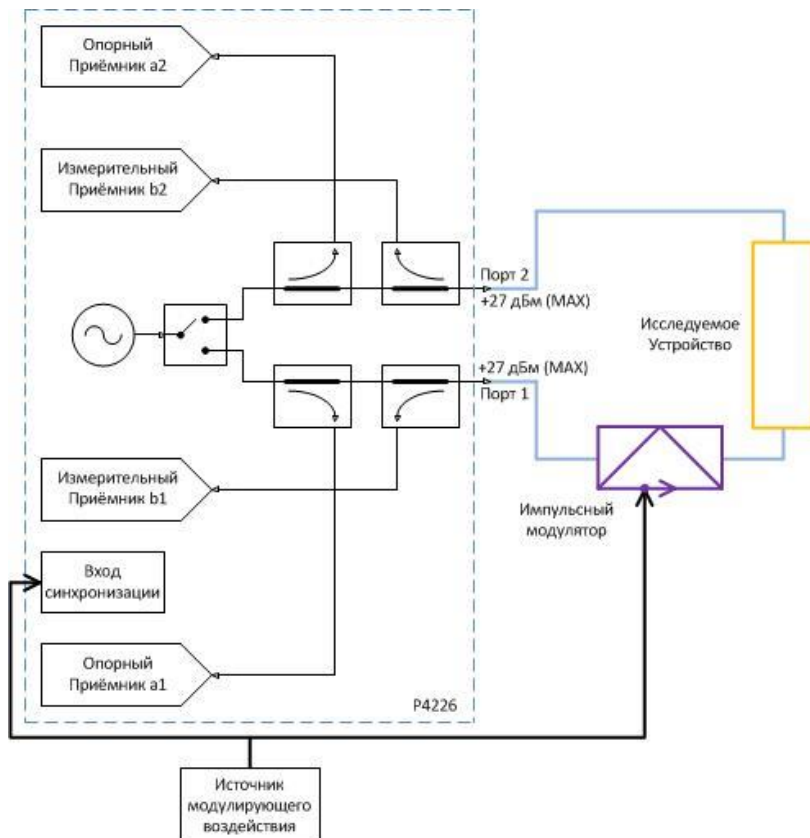 Опорный
Приёмник a2
Измерительный
Приёмник b2
Порт 2
+27 дБм (MAX)
Исследуемое
Устройство
+27 дБм (MAX)
Порт 1
Измерительный
Приёмник b1
Импульсный
модулятор
Вход
синхронизации
Опорный
Приёмник a1
Р4226
Источник
модулирующего
воздействия